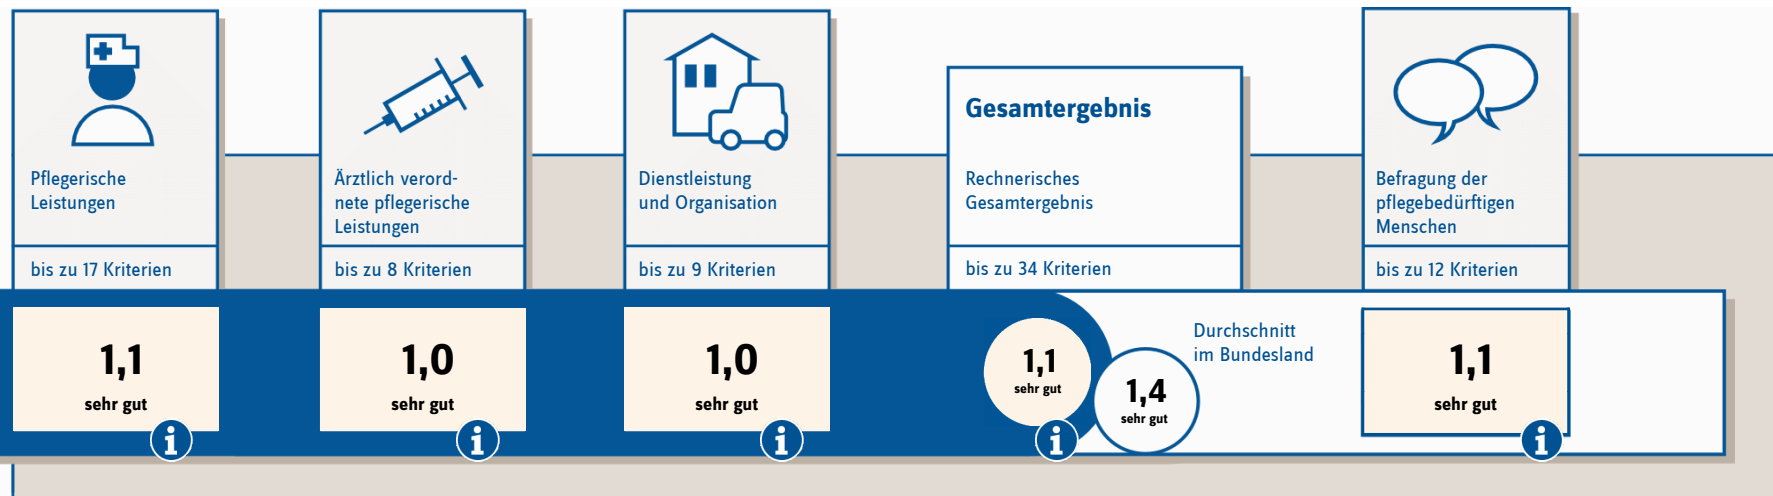 Pflegerische
Leistungen
bis zu 17 Kriterien
1,1
sehr gut
i
Ärztlich verord-
nete pflegerische
Leistungen
bis zu 8 Kriterien
1,0
sehr gut
i
Dienstleistung
und Organisation
bis zu 9 Kriterien
1,0
sehr gut
i
Gesamtergebnis
Rechnerisches
Gesamtergebnis
bis zu 34 Kriterien
1,1
sehr gut
i
1,4
sehr gut
Durchschnitt
im Bundesland
Befragung der
pflegebedürftigen
Menschen
bis zu 12 Kriterien
1,1
sehr gut
i